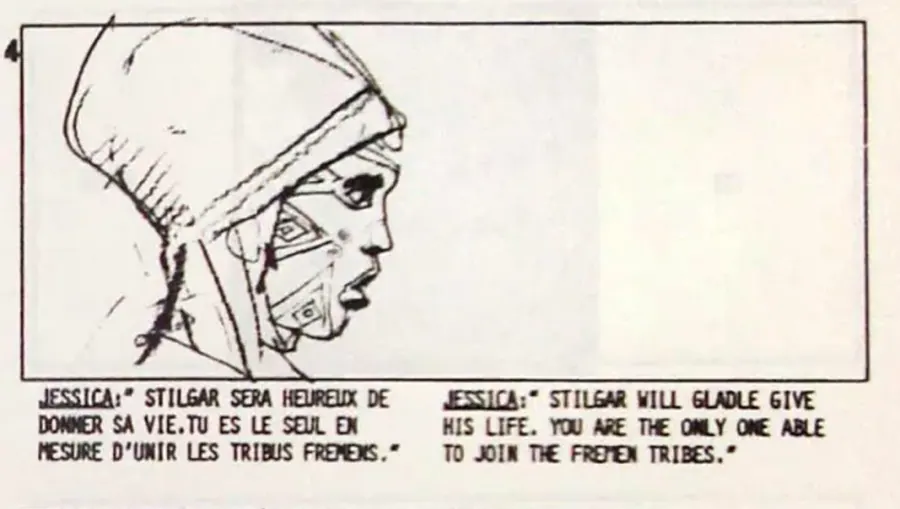 4
JESSICA:" STILGAR SERA HEUREUX DE
DONNER SA VIE.TU ES LE SEUL EN
MESURE D'UNIR LES TRIBUS FREMENS."
JESSICA:" STILGAR WILL GLADLE GIVE
HIS LIFE. YOU ARE THE ONLY ONE ABLE
TO JOIN THE FREMEN TRIBES."